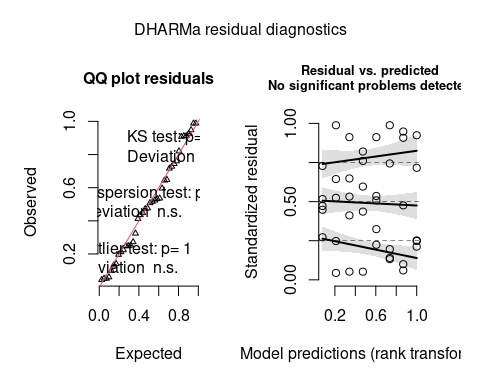 DHARMa residual diagnostics
QQ plot residuals
KS test: p=
Deviation
spersion test: p
eviation n.s.
tlier test: p= 1
viation n.s.
Observed
1.0
0.6
0.2
0.0 0.4 0.8
Expected
Residual vs. predicted
No significant problems detecte
Standardized residual
1.00
0.50
0.00
0.2 0.6 1.0
Model predictions (rank transfor